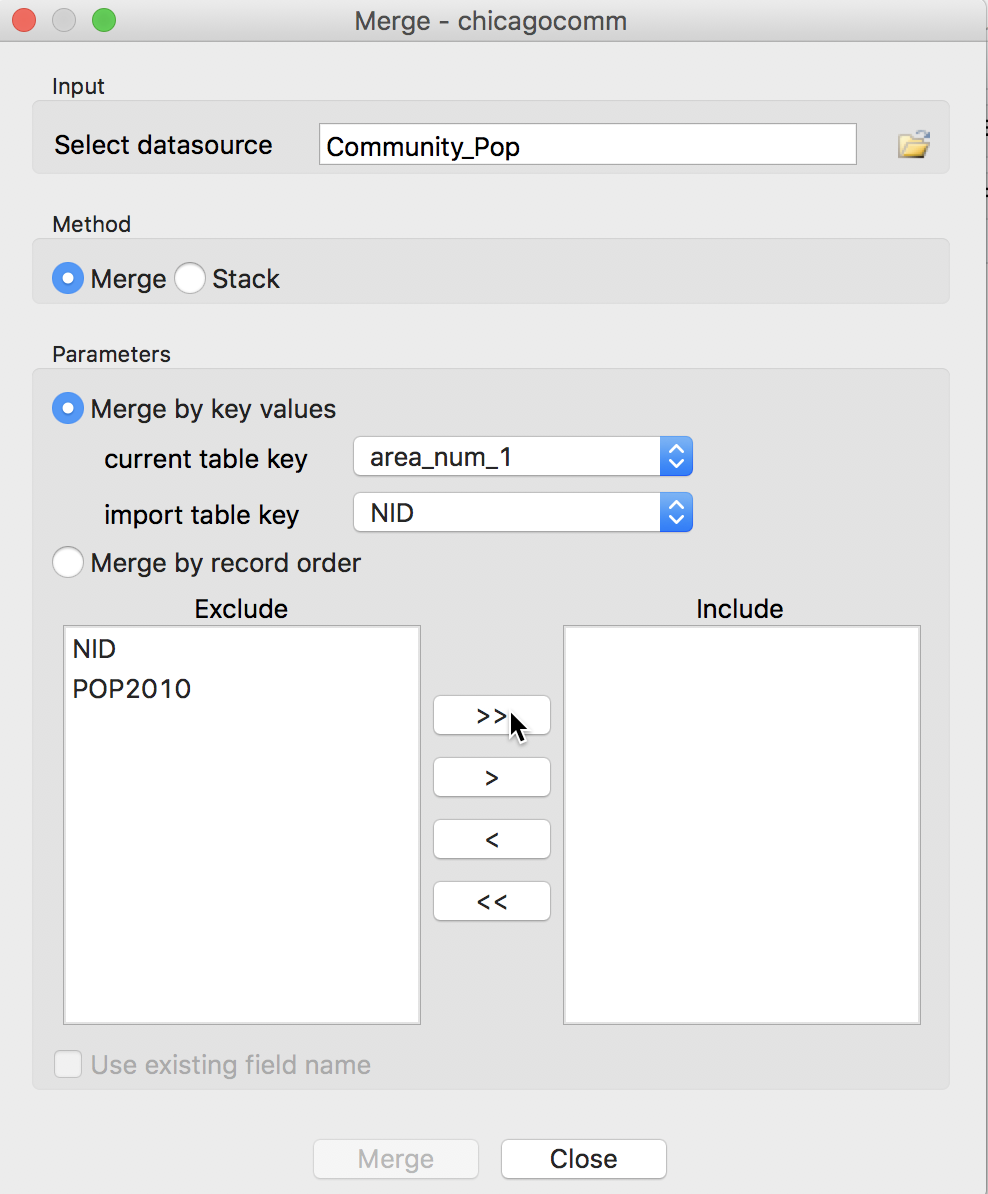 Merge - chicagocomm
Input
Select datasource Community_Pop
Method
Merge Stack
Parameters
Merge by key values
current table key area_num_1
import table key NID
Merge by record order
Exclude Include
NID
POP2010
>>
>
<
<<
Use existing field name
Merge Close